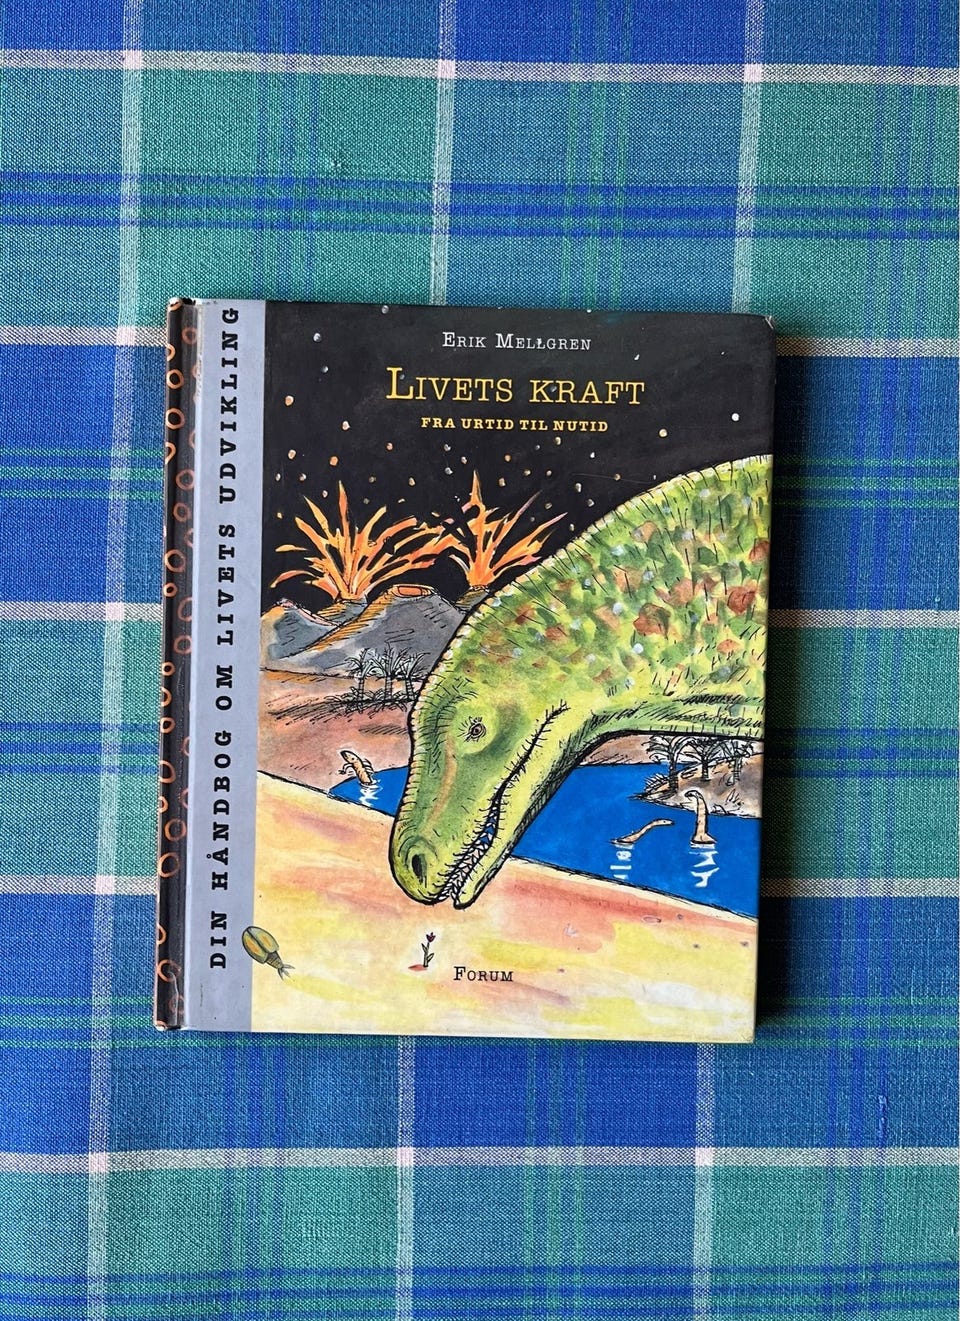 DIN HÅNDBOG OM LIVETS UDVIKLING
ERIK MELLGREN
LIVETS KRAFT
FRA URTID TIL NUTID
FORUM